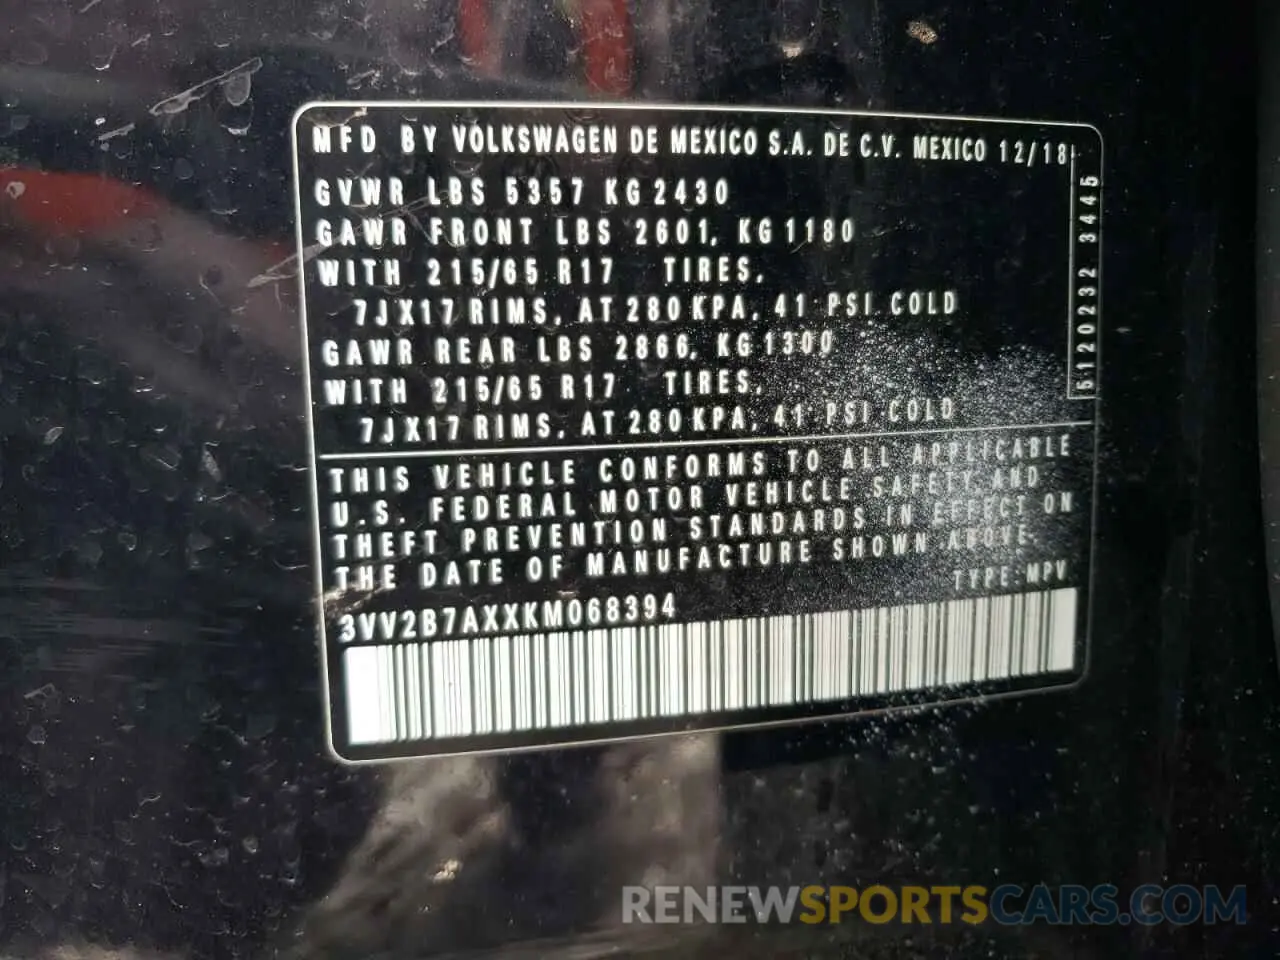 MFD BY VOLKSWAGEN DE MEXICO S.A. DE C.V. MEXICO 12/18
GVWR LBS 5357 KG 2430
GAWR FRONT LBS 2601, KG 1180
WITH 215/65 R17 TIRES,
7JX17 RIMS, AT 280 KPA, 41 PSI COLD
GAWR REAR LBS 2866, KG 1300
WITH 215/65 R17 TIRES,
7JX17 RIMS, AT 280 KPA, 41 PSI COLD
5120232 3445
THIS VEHICLE CONFORMS TO ALL APPLICABLE
U.S. FEDERAL MOTOR VEHICLE SAFETY AND
THEFT PREVENTION STANDARDS IN EFFECT ON
THE DATE OF MANUFACTURE SHOWN ABOVE.
TYPE: MPV
3VV2B7AXXKM068394
RENEWSPORTSCARS.COM